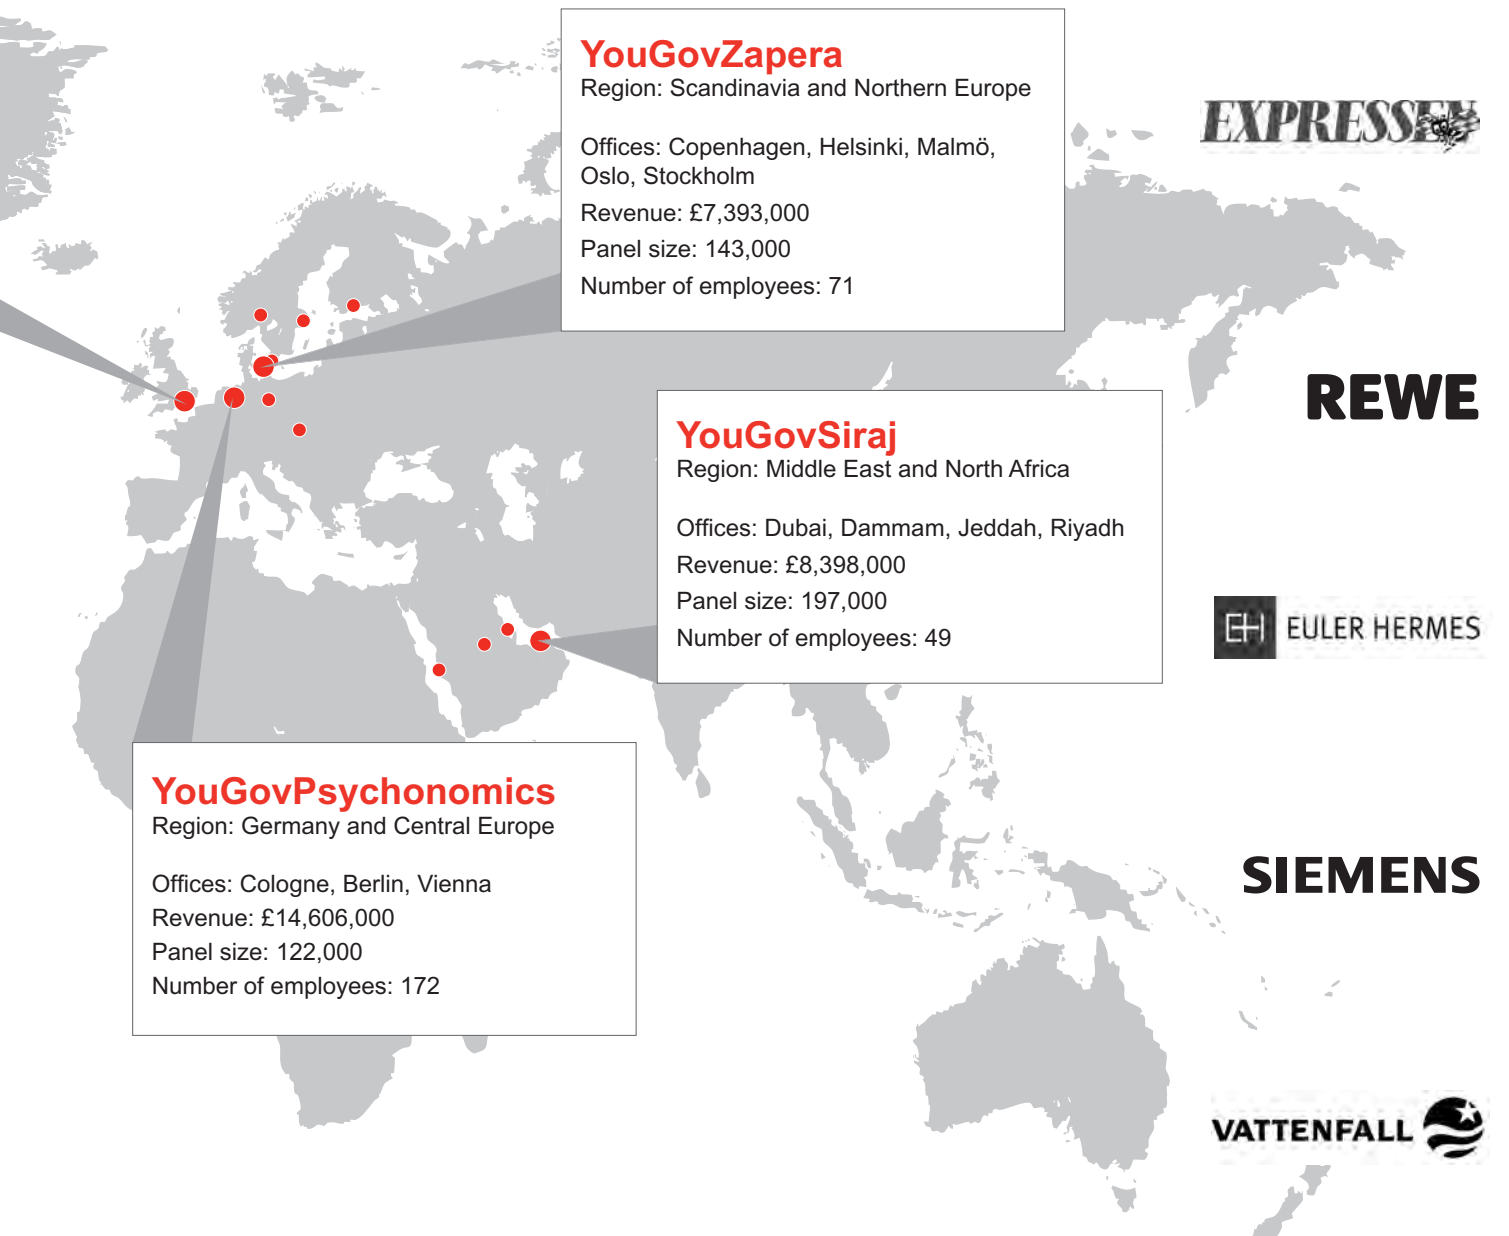 YouGovZapera
Region: Scandinavia and Northern Europe
Offices: Copenhagen, Helsinki, Malmö,
Oslo, Stockholm
Revenue: £7,393,000
Panel size: 143,000
Number of employees: 71
EXPRESSEN
REWE
YouGovSiraj
Region: Middle East and North Africa
Offices: Dubai, Dammam, Jeddah, Riyadh
Revenue: £8,398,000
Panel size: 197,000
Number of employees: 49
EH EULER HERMES
YouGovPsychonomics
Region: Germany and Central Europe
Offices: Cologne, Berlin, Vienna
Revenue: £14,606,000
Panel size: 122,000
Number of employees: 172
SIEMENS
VATTENFALL